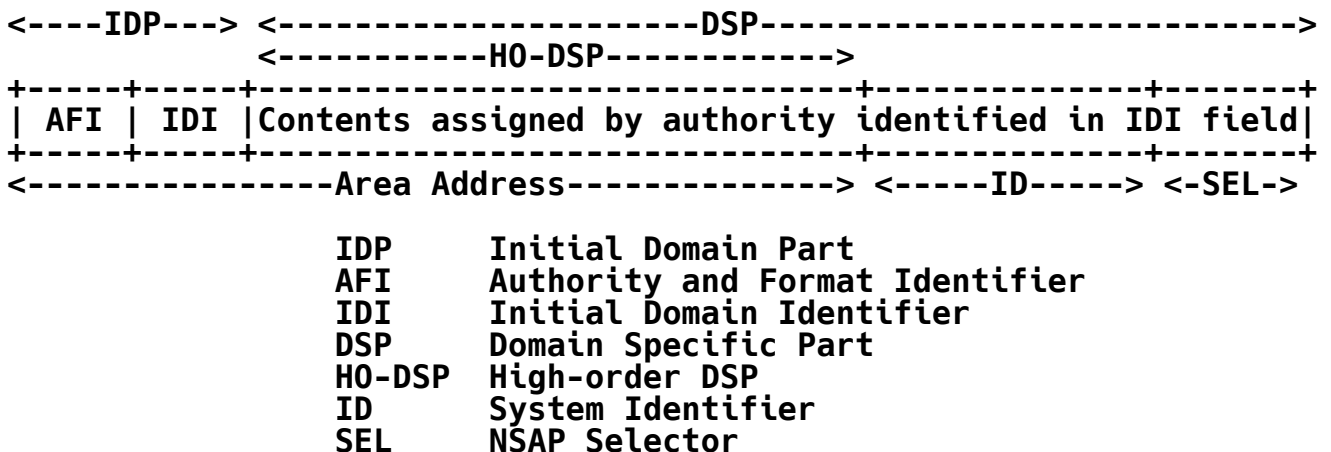 <----IDP---> <----------------------DSP---------------------------->
             <-----------HO-DSP------------>
+-----+-----+-------------------------------+--------------+-------+
| AFI | IDI |Contents assigned by authority identified in IDI field|
+-----+-----+-------------------------------+--------------+-------+
<----------------Area Address--------------> <-----ID-----> <-SEL->
                 IDP     Initial Domain Part
                 AFI     Authority and Format Identifier
                 IDI     Initial Domain Identifier
                 DSP     Domain Specific Part
                 HO-DSP  High-order DSP
                 ID      System Identifier
                 SEL     NSAP Selector